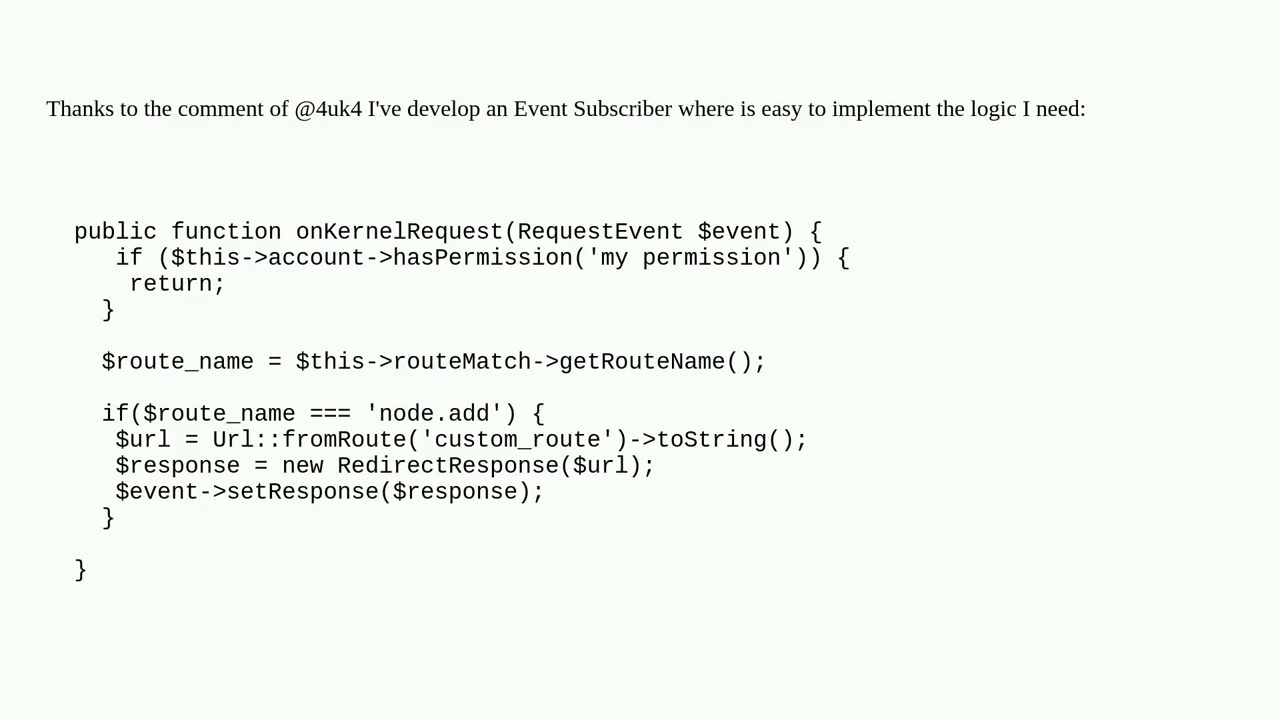 Thanks to the comment of @4uk4 I've develop an Event Subscriber where is easy to implement the logic I need:
public function onKernelRequest(RequestEvent $event) {
   if ($this->account->hasPermission('my permission')) {
    return;
  }
  $route_name = $this->routeMatch->getRouteName();
  if($route_name === 'node.add') {
   $url = Url::fromRoute('custom_route')->toString();
   $response = new RedirectResponse($url);
   $event->setResponse($response);
  }
}